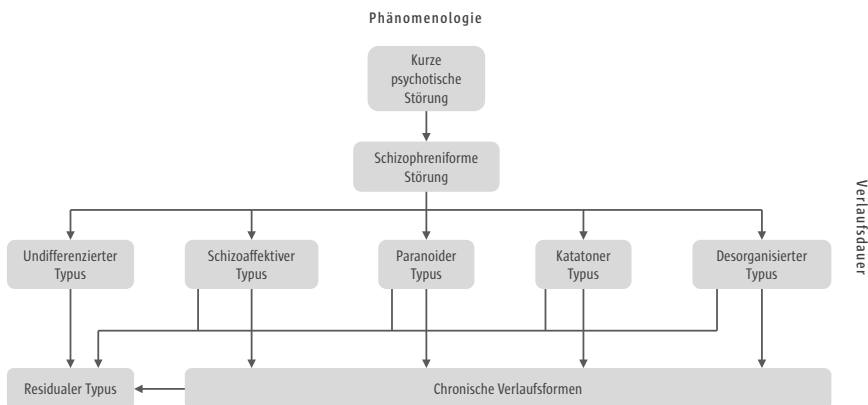 Phänomenologie
Kurze
psychotische
Störung
Schizophreniforme
Störung
Verlaufsdauer
Undifferenzierter
Typus
Schizoaffektiver
Typus
Paranoider
Typus
Katatoner
Typus
Desorganisierter
Typus
Residualer Typus
Chronische Verlaufsformen